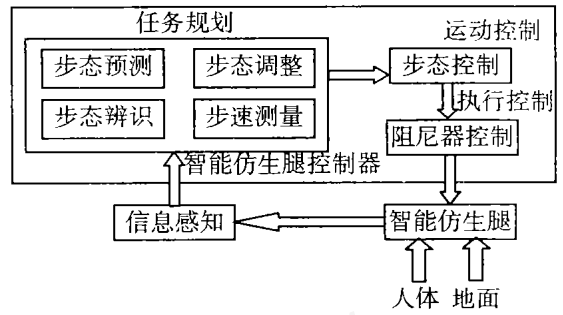 任务规划
运动控制
步态预测 步态调整
步态控制
执行控制
步态辨识 步速测量
阻尼器控制
智能仿生腿控制器
信息感知
智能仿生腿
人体 地面